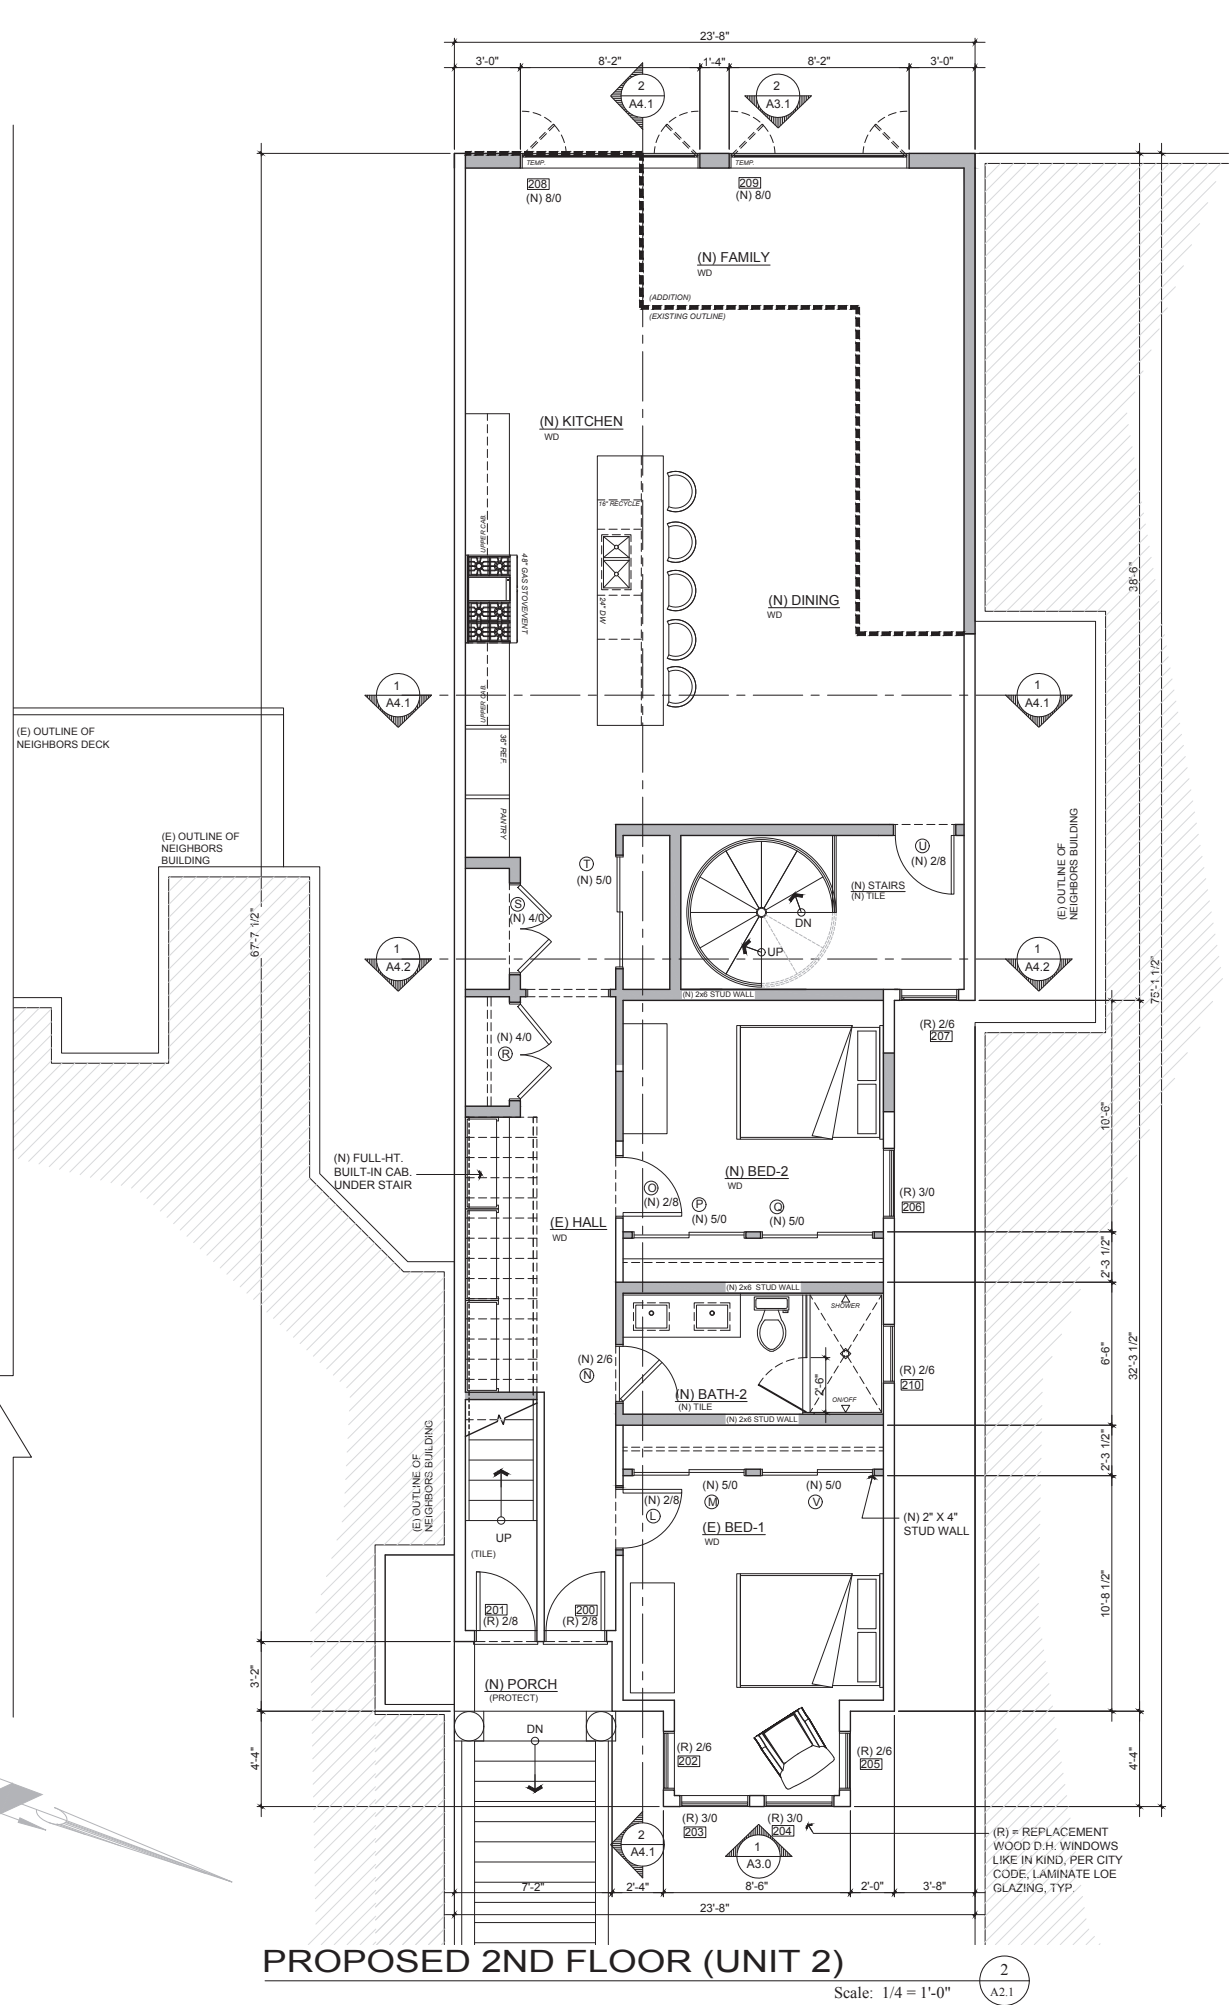 23'-8"
3'-0"
8'-2"
1'-4"
8'-2"
3'-0"
2
A4.1
2
A3.1
TEMP.
TEMP.
208
(N) 8/0
209
(N) 8/0
(N) FAMILY
WD
(ADDITION)
(EXISTING OUTLINE)
(N) KITCHEN
WD
16" RECYCLE
UPPER CAB.
48" GAS STOVE/VENT
24" D.W.
(N) DINING
WD
38'-6"
1
A4.1
1
A4.1
UPPER CAB.
36" REF.
PANTRY
(E) OUTLINE OF
NEIGHBORS DECK
(E) OUTLINE OF
NEIGHBORS
BUILDING
(E) OUTLINE OF
NEIGHBORS BUILDING
T
(N) 5/0
U
(N) 2/8
(N) STAIRS
(N) TILE
S
(N) 4/0
DN
UP
67'-7 1/2"
1
A4.2
1
A4.2
75'-1 1/2"
(N) 2x6 STUD WALL
(R) 2/6
207
(N) 4/0
R
10'-6"
(N) FULL-HT.
BUILT-IN CAB.
UNDER STAIR
(N) BED-2
WD
O
(N) 2/8
P
(N) 5/0
Q
(N) 5/0
(R) 3/0
206
(E) HALL
WD
2'-3 1/2"
(N) 2x6 STUD WALL
SHOWER
(N) 2/6
N
2'-6"
(R) 2/6
210
6'-6"
32'-3 1/2"
(N) BATH-2
(N) TILE
ON/OFF
(N) 2x6 STUD WALL
(E) OUTLINE OF
NEIGHBORS BUILDING
2'-3 1/2"
(N) 5/0
M
(N) 5/0
V
(N) 2/8
L
(N) 2" X 4"
STUD WALL
(E) BED-1
WD
UP
(TILE)
10'-8 1/2"
201
(R) 2/8
200
(R) 2/8
3'-2"
(N) PORCH
(PROTECT)
DN
4'-4"
(R) 2/6
202
(R) 2/6
205
4'-4"
(R) 3/0
203
(R) 3/0
204
2
A4.1
1
A3.0
(R) = REPLACEMENT
WOOD D.H. WINDOWS
LIKE IN KIND, PER CITY
CODE, LAMINATE LOE
GLAZING, TYP.
7'-2"
2'-4"
8'-6"
2'-0"
3'-8"
23'-8"
PROPOSED 2ND FLOOR (UNIT 2)
2
A2.1
Scale: 1/4 = 1'-0"